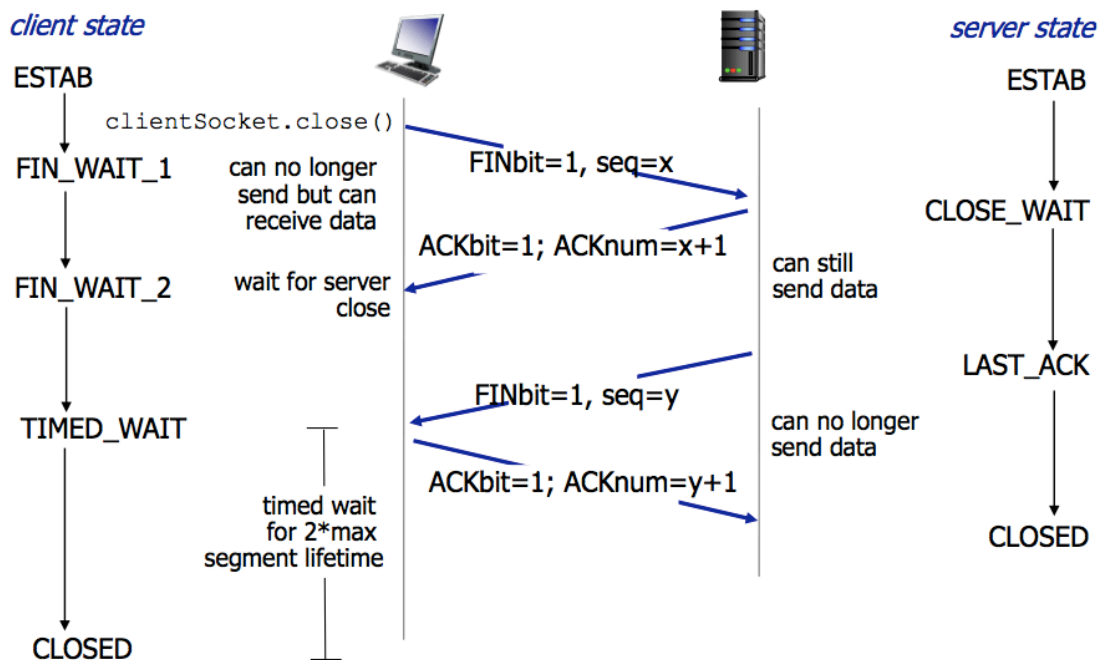 client state
server state
ESTAB
ESTAB
clientSocket.close()
FINbit=1, seq=x
FIN_WAIT_1
can no longer
send but can
receive data
CLOSE_WAIT
ACKbit=1; ACKnum=x+1
FIN_WAIT_2
wait for server
close
can still
send data
LAST_ACK
FINbit=1, seq=y
TIMED_WAIT
can no longer
send data
ACKbit=1; ACKnum=y+1
timed wait
for 2*max
segment lifetime
CLOSED
CLOSED